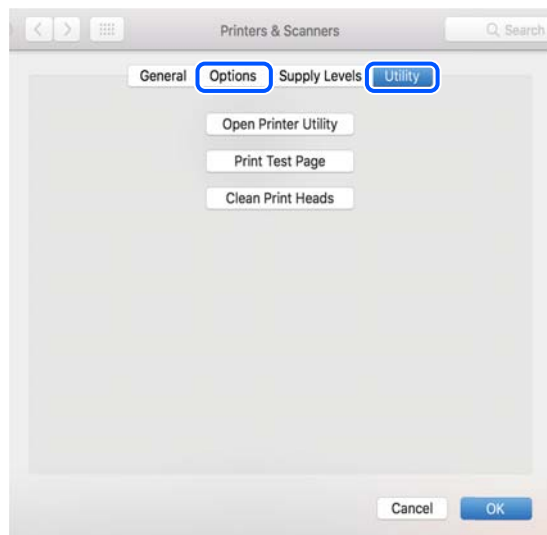 Printers & Scanners Search
General Options Supply Levels Utility
Open Printer Utility
Print Test Page
Clean Print Heads
Cancel OK